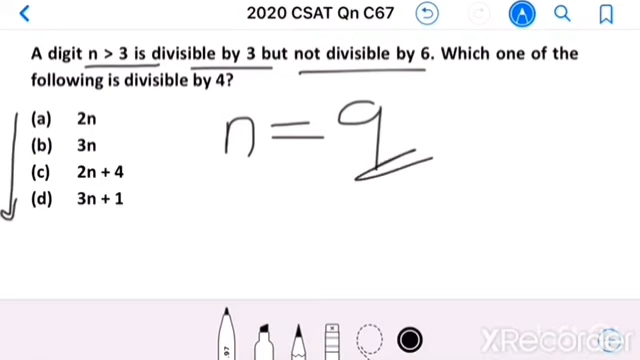 2020 CSAT Qn C67
A digit n > 3 is divisible by 3 but not divisible by 6. Which one of the
following is divisible by 4?
(a) 2n
(b) 3n
(c) 2n + 4
(d) 3n + 1
n = 9
.97
XRecorder